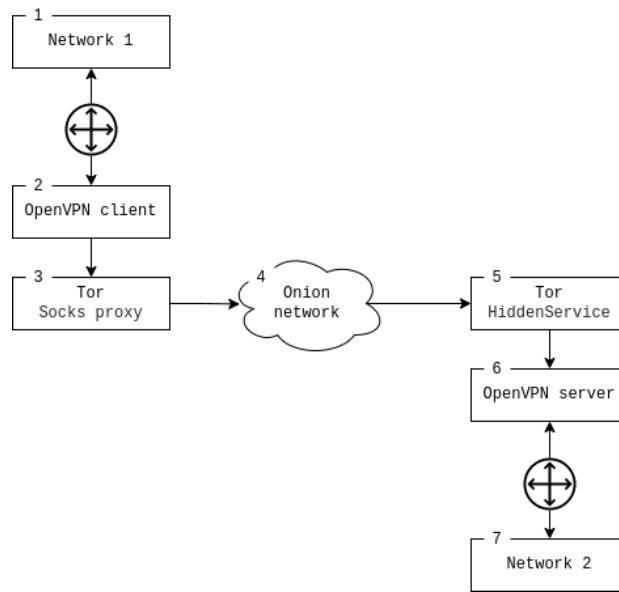 1
Network 1
2
OpenVPN client
3
Tor
Socks proxy
4
Onion
network
5
Tor
HiddenService
6
OpenVPN server
7
Network 2